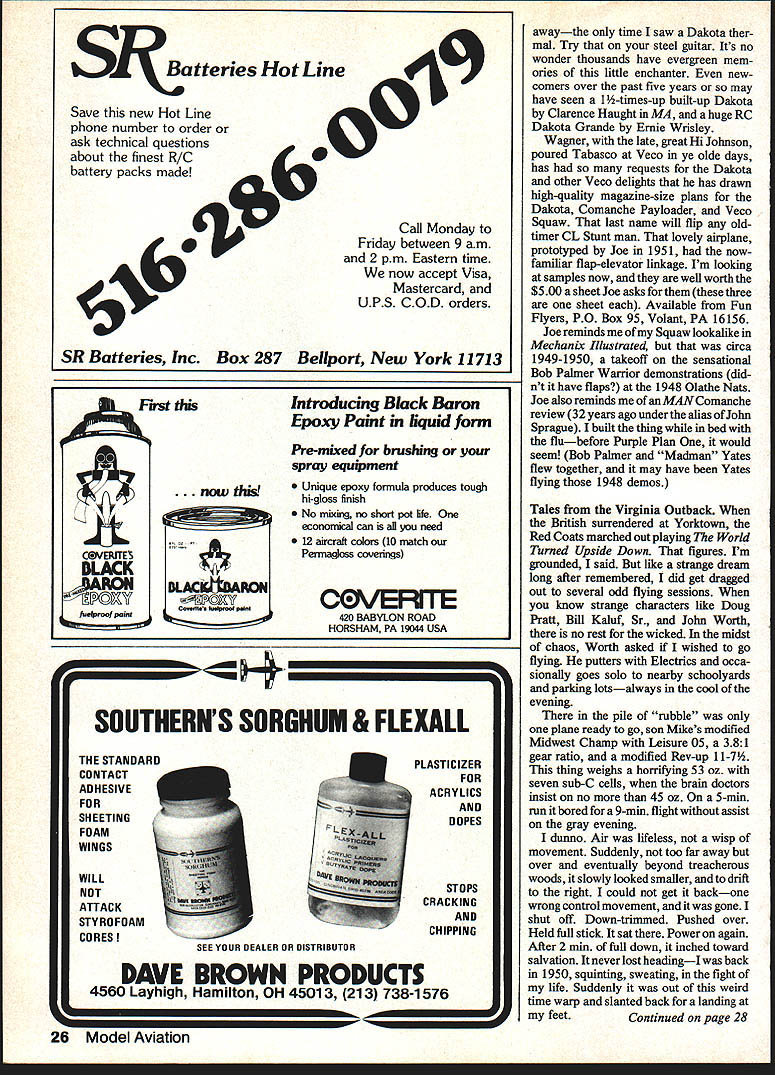 SR Batteries Hot Line
Save this new Hot Line
phone number to order or
ask technical questions
about the finest R/C
battery packs made!
516·286·0079
Call Monday to
Friday between 9 a.m.
and 2 p.m. Eastern time.
We now accept Visa,
Mastercard, and
U.P.S. C.O.D. orders.
SR Batteries, Inc. Box 287 Bellport, New York 11713
First this
... now this!
COVERITE'S
BLACK
BARON
EPOXY
fuelproof paint
BLACK BARON
EPOXY
Coverite's fuelproof paint
Introducing Black Baron
Epoxy Paint in liquid form
Pre-mixed for brushing or your
spray equipment
• Unique epoxy formula produces tough
hi-gloss finish
• No mixing, no short pot life. One
economical can is all you need
• 12 aircraft colors (10 match our
Permagloss coverings)
COVERITE
420 BABYLON ROAD
HORSHAM, PA 19044 USA
SOUTHERN'S SORGHUM & FLEXALL
THE STANDARD
CONTACT
ADHESIVE
FOR
SHEETING
FOAM
WINGS
WILL
NOT
ATTACK
STYROFOAM
CORES!
SOUTHERN'S
SORGHUM
DAVE BROWN PRODUCTS
FLEX-ALL
PLASTICIZER
FOR
ACRYLIC LACQUERS
ACRYLIC PRIMERS
BUTYRATE DOPE
DAVE BROWN PRODUCTS
PLASTICIZER
FOR
ACRYLICS
AND
DOPES
STOPS
CRACKING
AND
CHIPPING
SEE YOUR DEALER OR DISTRIBUTOR
DAVE BROWN PRODUCTS
4560 Layhigh, Hamilton, OH 45013, (213) 738-1576
away—the only time I saw a Dakota ther-
mal. Try that on your steel guitar. It's no
wonder thousands have evergreen mem-
ories of this little enchanter. Even new-
comers over the past five years or so may
have seen a 1½-times-up built-up Dakota
by Clarence Haught in MA, and a huge RC
Dakota Grande by Ernie Wrisley.
Wagner, with the late, great Hi Johnson,
poured Tabasco at Veco in ye olde days,
has had so many requests for the Dakota
and other Veco delights that he has drawn
high-quality magazine-size plans for the
Dakota, Comanche Payloader, and Veco
Squaw. That last name will flip any old-
timer CL Stunt man. That lovely airplane,
prototyped by Joe in 1951, had the now-
familiar flap-elevator linkage. I'm looking
at samples now, and they are well worth the
$5.00 a sheet Joe asks for them (these three
are one sheet each). Available from Fun
Flyers, P.O. Box 95, Volant, PA 16156.
Joe reminds me of my Squaw lookalike in
Mechanix Illustrated, but that was circa
1949-1950, a takeoff on the sensational
Bob Palmer Warrior demonstrations (did-
n't it have flaps?) at the 1948 Olathe Nats.
Joe also reminds me of an MAN Comanche
review (32 years ago under the alias of John
Sprague). I built the thing while in bed with
the flu—before Purple Plan One, it would
seem! (Bob Palmer and "Madman" Yates
flew together, and it may have been Yates
flying those 1948 demos.)
Tales from the Virginia Outback. When
the British surrendered at Yorktown, the
Red Coats marched out playing The World
Turned Upside Down. That figures. I'm
grounded, I said. But like a strange dream
long after remembered, I did get dragged
out to several odd flying sessions. When
you know strange characters like Doug
Pratt, Bill Kaluf, Sr., and John Worth,
there is no rest for the wicked. In the midst
of chaos, Worth asked if I wished to go
flying. He putters with Electrics and occa-
sionally goes solo to nearby schoolyards
and parking lots—always in the cool of the
evening.
There in the pile of "rubble" was only
one plane ready to go, son Mike's modified
Midwest Champ with Leisure 05, a 3.8:1
gear ratio, and a modified Rev-up 11-7½.
This thing weighs a horrifying 53 oz. with
seven sub-C cells, when the brain doctors
insist on no more than 45 oz. On a 5-min.
run it bored for a 9-min. flight without assist
on the gray evening.
I dunno. Air was lifeless, not a wisp of
movement. Suddenly, not too far away but
over and eventually beyond treacherous
woods, it slowly looked smaller, and to drift
to the right. I could not get it back—one
wrong control movement, and it was gone. I
shut off. Down-trimmed. Pushed over.
Held full stick. It sat there. Power on again.
After 2 min. of full down, it inched toward
salvation. It never lost heading—I was back
in 1950, squinting, sweating, in the fight of
my life. Suddenly it was out of this weird
time warp and slanted back for a landing at
my feet.
Continued on page 28
26 Model Aviation